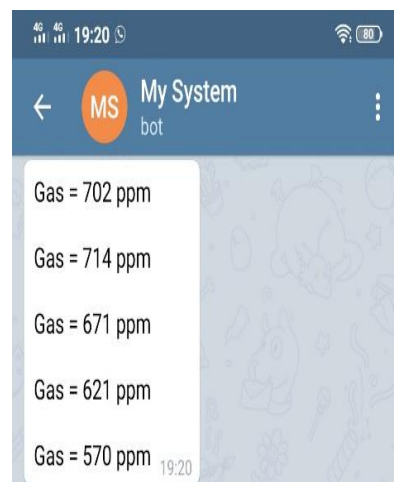 4G 4G 19:20 80
MS My System
bot
Gas = 702 ppm
Gas = 714 ppm
Gas = 671 ppm
Gas = 621 ppm
Gas = 570 ppm 19:20